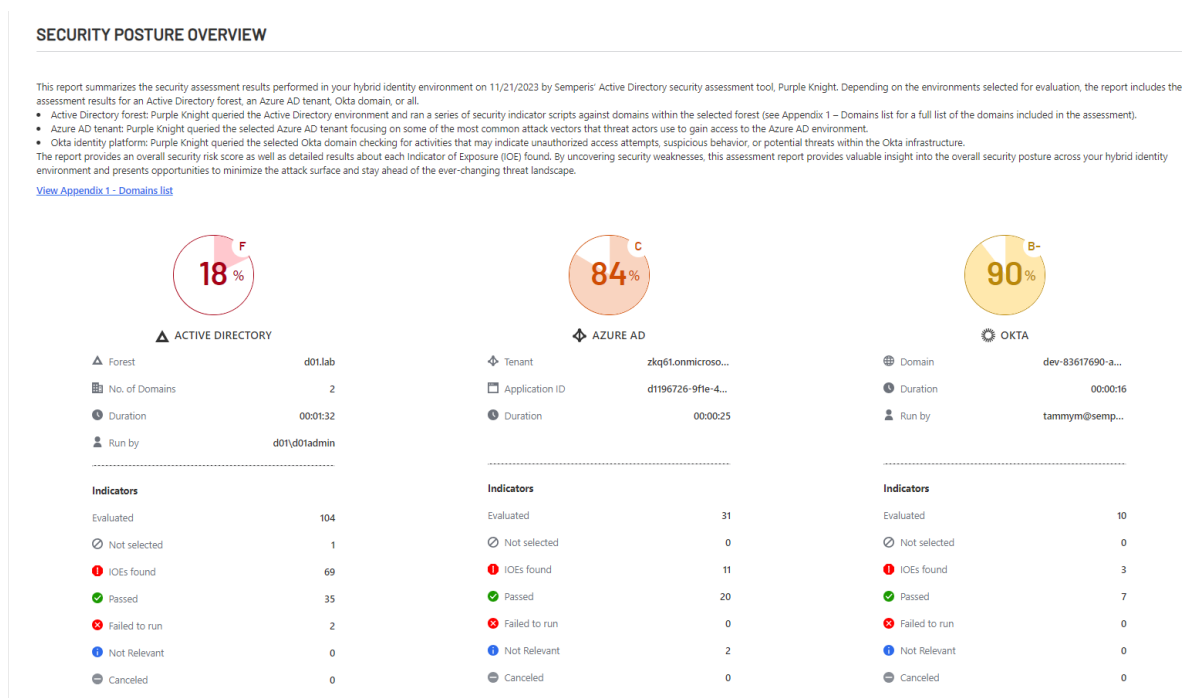 SECURITY POSTURE OVERVIEW
This report summarizes the security assessment results performed in your hybrid identity environment on 11/21/2023 by Semperis' Active Directory security assessment tool, Purple Knight. Depending on the environments selected for evaluation, the report includes the
assessment results for an Active Directory forest, an Azure AD tenant, Okta domain, or all.
• Active Directory forest: Purple Knight queried the Active Directory environment and ran a series of security indicator scripts against domains within the selected forest (see Appendix 1 – Domains list for a full list of the domains included in the assessment).
• Azure AD tenant: Purple Knight queried the selected Azure AD tenant focusing on some of the most common attack vectors that threat actors use to gain access to the Azure AD environment.
• Okta identity platform: Purple Knight queried the selected Okta domain checking for activities that may indicate unauthorized access attempts, suspicious behavior, or potential threats within the Okta infrastructure.
The report provides an overall security risk score as well as detailed results about each Indicator of Exposure (IOE) found. By uncovering security weaknesses, this assessment report provides valuable insight into the overall security posture across your hybrid identity
environment and presents opportunities to minimize the attack surface and stay ahead of the ever-changing threat landscape.
View Appendix 1 - Domains list
F
18 %
ACTIVE DIRECTORY
Forest d01.lab
No. of Domains 2
Duration 00:01:32
Run by d01\d01admin
Indicators
Evaluated 104
Not selected 1
IOEs found 69
Passed 35
Failed to run 2
Not Relevant 0
Canceled 0
C
84%
AZURE AD
Tenant zkq61.onmicroso...
Application ID d1196726-9f1e-4...
Duration 00:00:25
Indicators
Evaluated 31
Not selected 0
IOEs found 11
Passed 20
Failed to run 0
Not Relevant 2
Canceled 0
B-
90%
OKTA
Domain dev-83617690-a...
Duration 00:00:16
Run by tammym@semp...
Indicators
Evaluated 10
Not selected 0
IOEs found 3
Passed 7
Failed to run 0
Not Relevant 0
Canceled 0